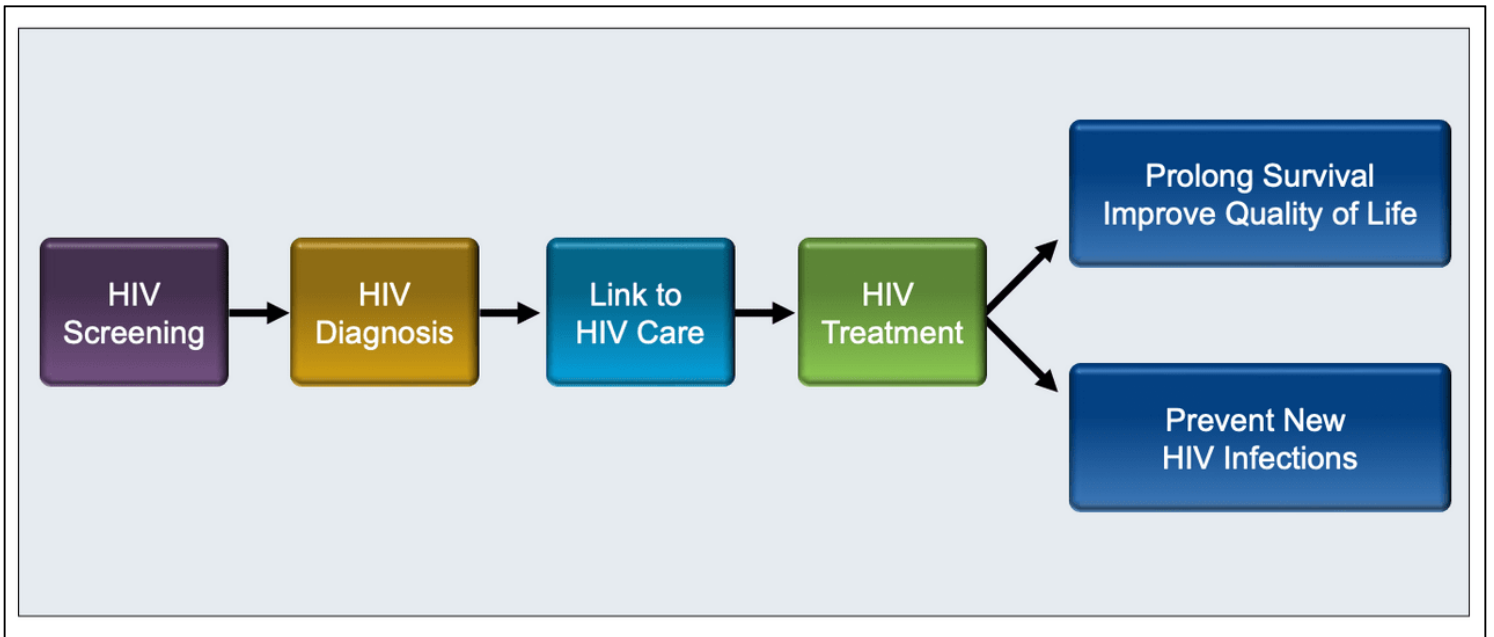 HIV
Screening
HIV
Diagnosis
Link to
HIV Care
HIV
Treatment
Prolong Survival
Improve Quality of Life
Prevent New
HIV Infections